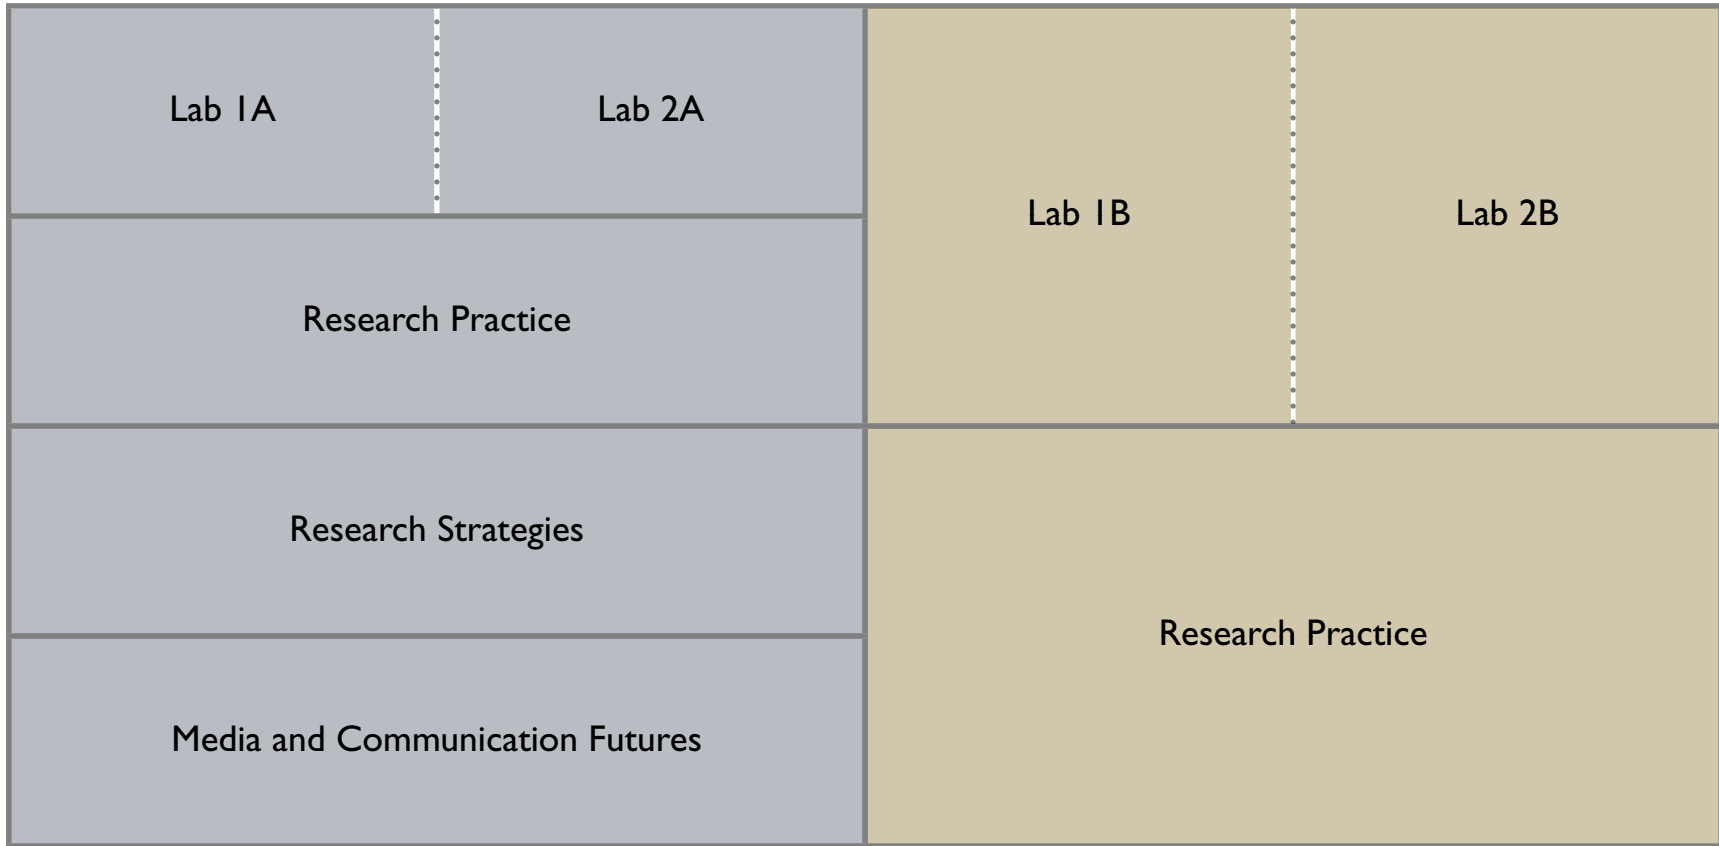 Lab 1A
Lab 2A
Research Practice
Research Strategies
Media and Communication Futures
Lab 1B
Lab 2B
Research Practice